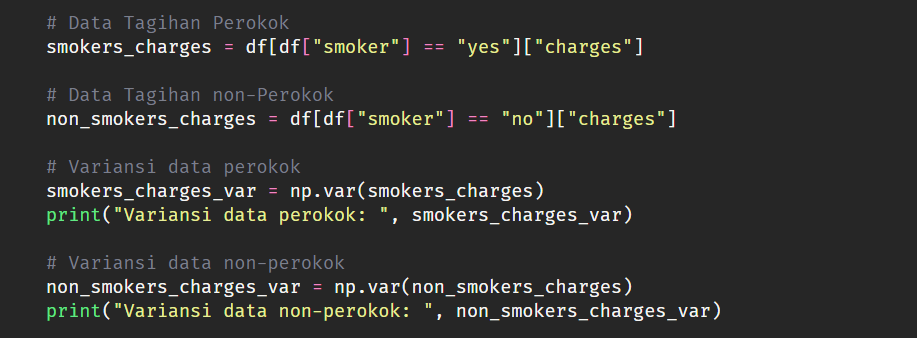 # Data Tagihan Perokok
smokers_charges = df[df["smoker"] == "yes"]["charges"]
# Data Tagihan non-Perokok
non_smokers_charges = df[df["smoker"] == "no"]["charges"]
# Variansi data perokok
smokers_charges_var = np.var(smokers_charges)
print("Variansi data perokok: ", smokers_charges_var)
# Variansi data non-perokok
non_smokers_charges_var = np.var(non_smokers_charges)
print("Variansi data non-perokok: ", non_smokers_charges_var)